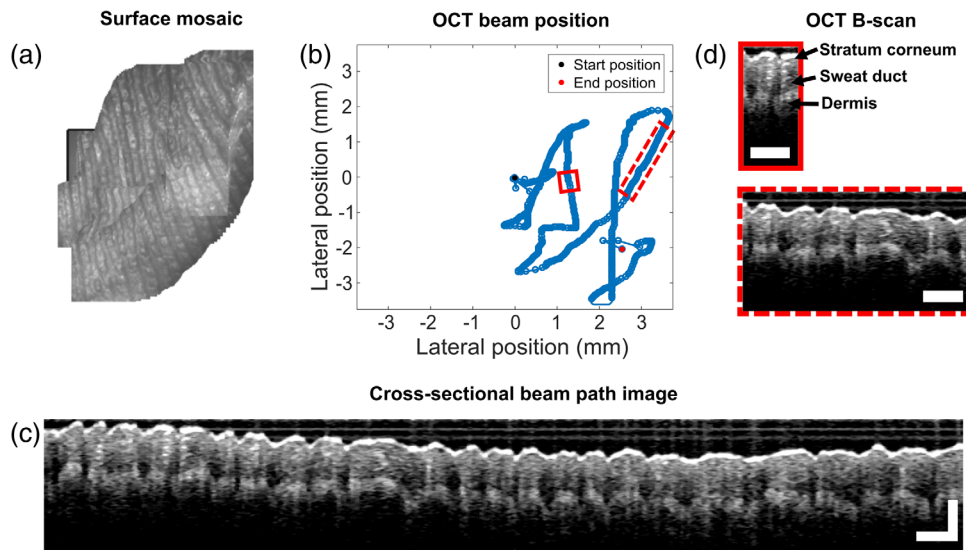 Surface mosaic
OCT beam position
OCT B-scan
(a)
(b)
(d)
Start position
End position
3
2
1
0
-1
-2
-3
Lateral position (mm)
-3
-2
-1
0
1
2
3
Lateral position (mm)
Stratum corneum
Sweat duct
Dermis
Cross-sectional beam path image
(c)